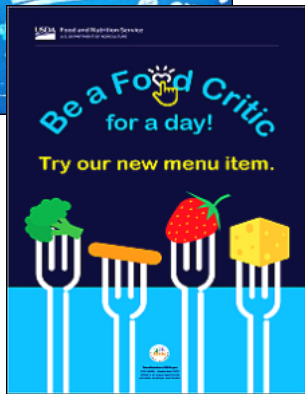 USDA Food and Nutrition Service
U.S. DEPARTMENT OF AGRICULTURE
Be a Food Critic
for a day!
Try our new menu item.